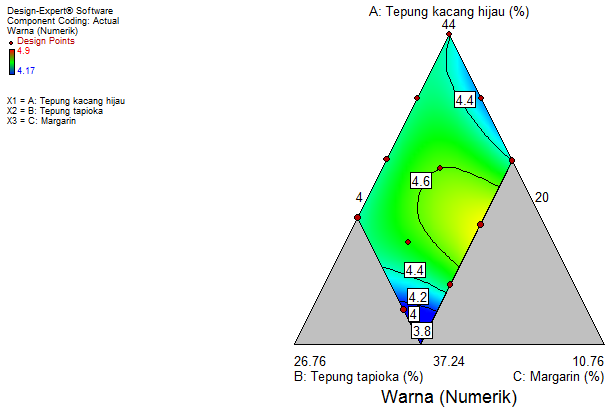 Design-Expert® Software
Component Coding: Actual
Warna (Numerik)
Design Points
4.9
4.17
X1 = A: Tepung kacang hijau
X2 = B: Tepung tapioka
X3 = C: Margarin
A: Tepung kacang hijau (%)
44
4.4
4.6
4
20
4.4
4.2
4
3.8
26.76 37.24 10.76
B: Tepung tapioka (%) C: Margarin (%)
Warna (Numerik)